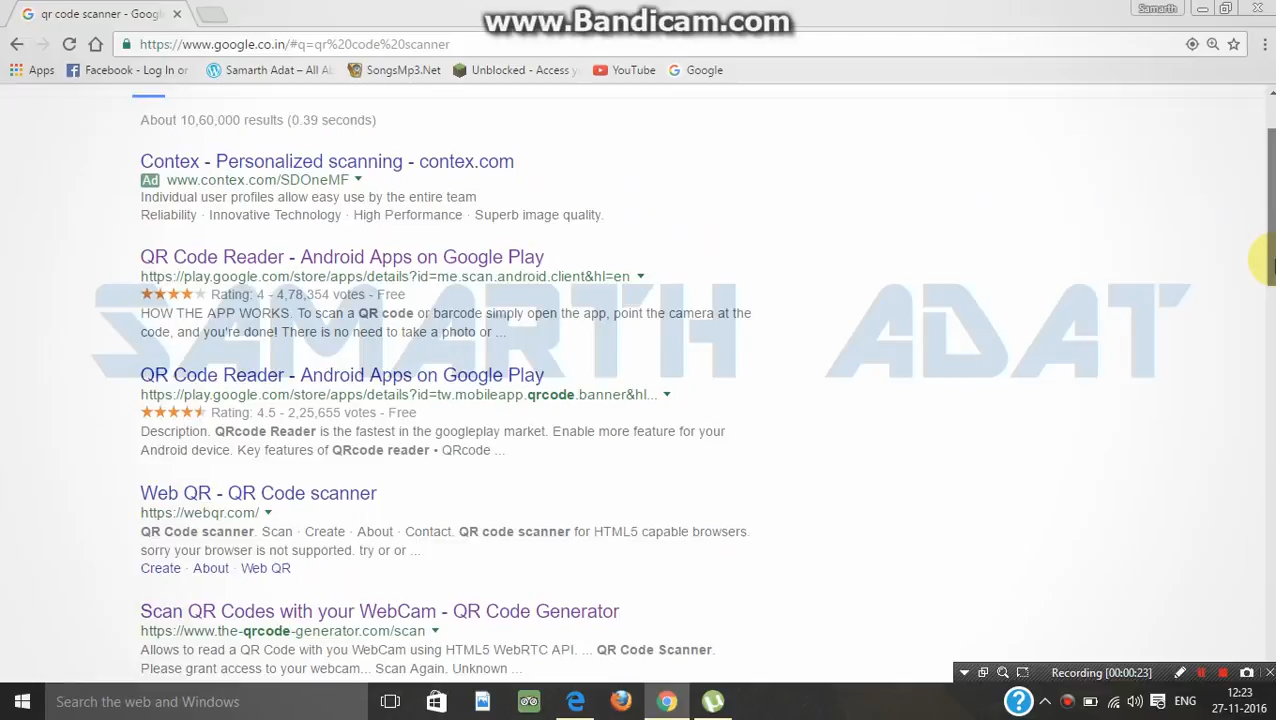 qr code scanner - Googl
www.Bandicam.com
Samarth
https://www.google.co.in/#q=qr%20code%20scanner
Apps Facebook - Log In or Samarth Adat – All Ab SongsMp3.Net Unblocked - Access y YouTube Google
About 10,60,000 results (0.39 seconds)
Contex - Personalized scanning - contex.com
Ad www.contex.com/SDOneMF
Individual user profiles allow easy use by the entire team
Reliability · Innovative Technology · High Performance · Superb image quality.
QR Code Reader - Android Apps on Google Play
https://play.google.com/store/apps/details?id=me.scan.android.client&hl=en
Rating: 4 - 4,78,354 votes - Free
HOW THE APP WORKS. To scan a QR code or barcode simply open the app, point the camera at the
code, and you're done! There is no need to take a photo or ...
SAMARTH ADAT
QR Code Reader - Android Apps on Google Play
https://play.google.com/store/apps/details?id=tw.mobileapp.qrcode.banner&hl...
Rating: 4.5 - 2,25,655 votes - Free
Description. QRcode Reader is the fastest in the googleplay market. Enable more feature for your
Android device. Key features of QRcode reader • QRcode ...
Web QR - QR Code scanner
https://webqr.com/
QR Code scanner. Scan · Create · About · Contact. QR code scanner for HTML5 capable browsers.
sorry your browser is not supported. try or or ...
Create · About · Web QR
Scan QR Codes with your WebCam - QR Code Generator
https://www.the-qrcode-generator.com/scan
Allows to read a QR Code with you WebCam using HTML5 WebRTC API. ... QR Code Scanner.
Please grant access to your webcam... Scan Again. Unknown ...
Recording [00:00:23]
Search the web and Windows
ENG
12:23
27-11-2016